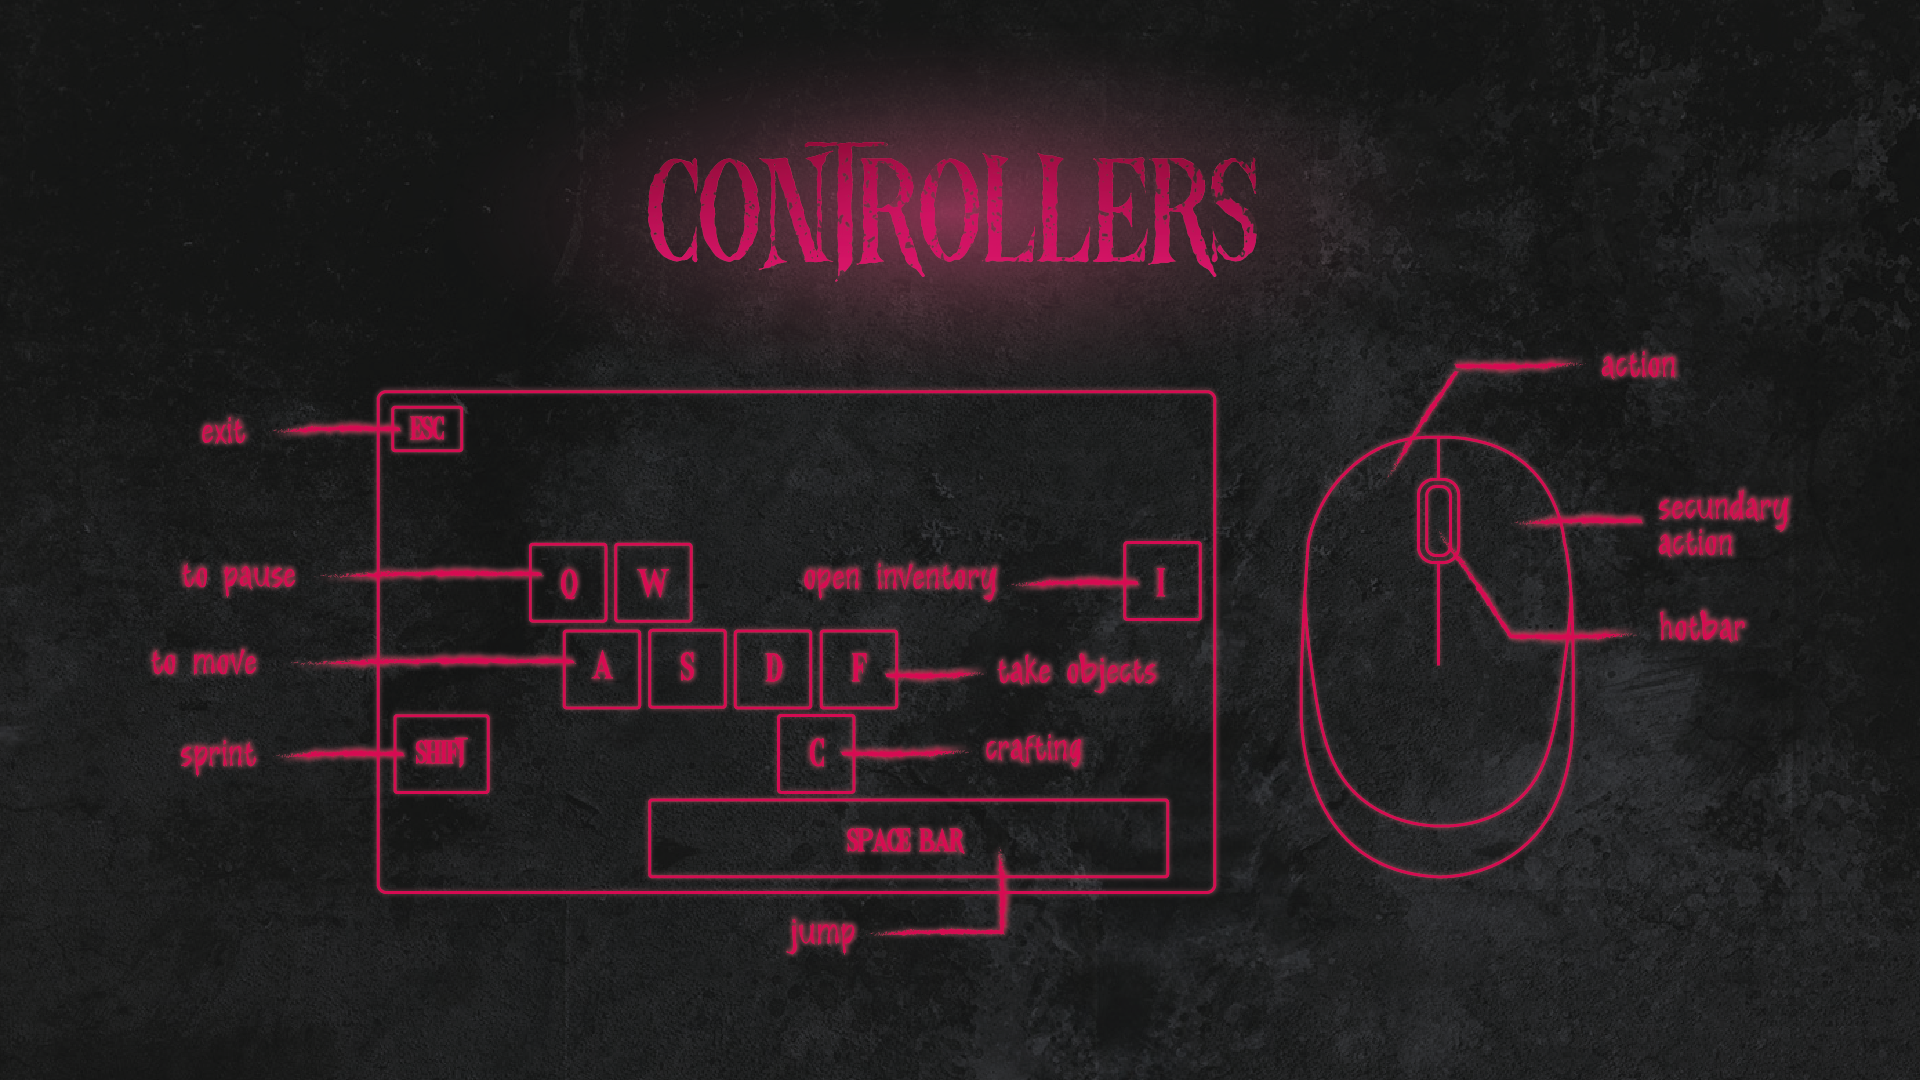 CONTROLLERS
action
exit
ESC
secundary
action
to pause
Q
W
open inventory
I
hotbar
to move
A
S
D
F
take objects
sprint
SHIFT
C
crafting
SPACE BAR
jump